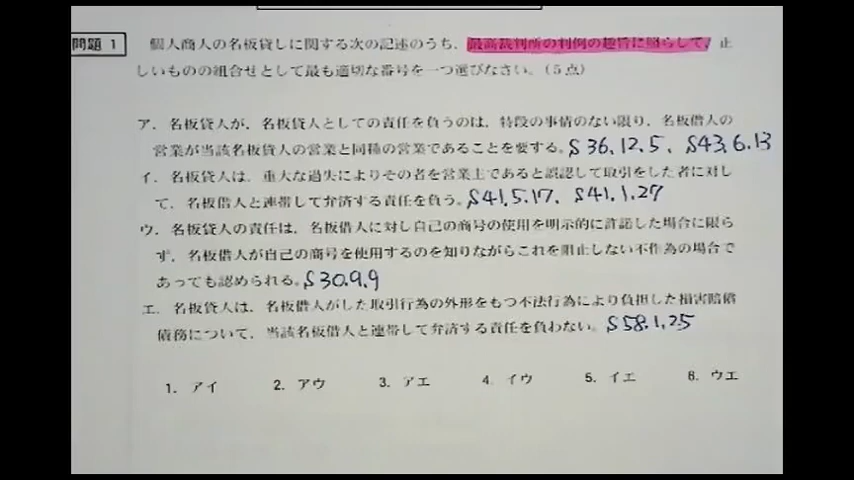 問題 1
個人商人の名板貸しに関する次の記述のうち，最高裁判所の判例の趣旨に照らして，正
しいものの組合せとして最も適切な番号を一つ選びなさい。（5点）
ア．名板貸人が，名板貸人としての責任を負うのは，特段の事情のない限り，名板借人の
営業が当該名板貸人の営業と同種の営業であることを要する。S36.12.5、S43.6.13
イ．名板貸人は，重大な過失によりその者を営業主であると誤認して取引をした者に対し
て，名板借人と連帯して弁済する責任を負う。S41.5.17、S41.1.27
ウ．名板貸人の責任は，名板借人に対し自己の商号の使用を明示的に許諾した場合に限ら
ず，名板借人が自己の商号を使用するのを知りながらこれを阻止しない不作為の場合で
あっても認められる。S30.9.9
エ．名板貸人は，名板借人がした取引行為の外形をもつ不法行為により負担した損害賠償
債務について，当該名板借人と連帯して弁済する責任を負わない。S58.1.25
1．アイ 2．アウ 3．アエ 4．イウ 5．イエ 6．ウエ